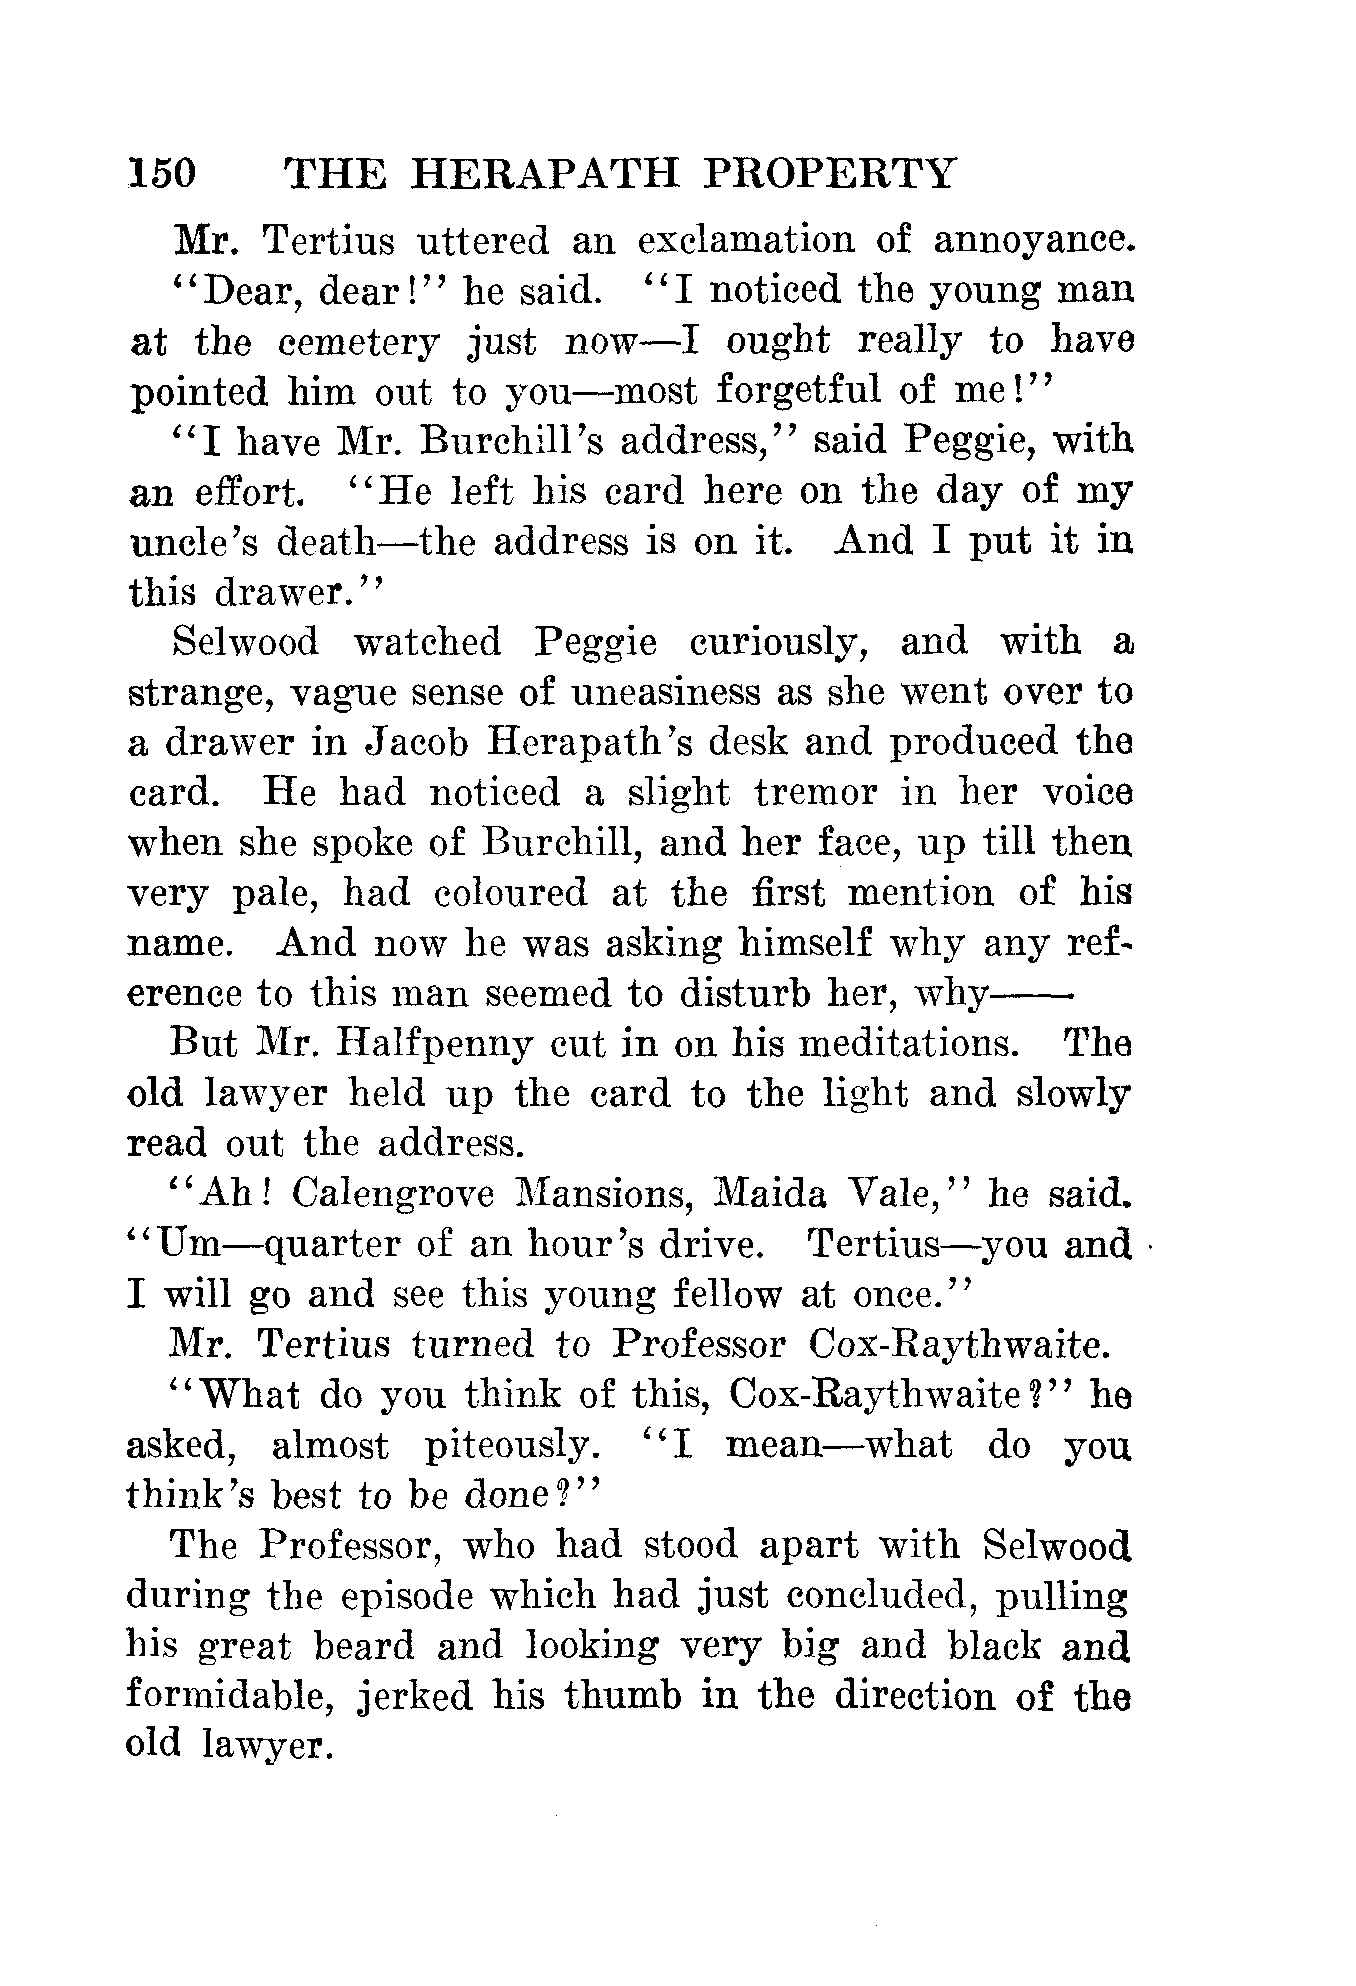 150 THE HERAPATH PROPERTY
Mr. Tertius uttered an exclamation of annoyance.
"Dear, dear!" he said. "I noticed the young man
at the cemetery just now—I ought really to have
pointed him out to you—most forgetful of me!"
"I have Mr. Burchill's address," said Peggie, with
an effort. "He left his card here on the day of my
uncle's death—the address is on it. And I put it in
this drawer."
Selwood watched Peggie curiously, and with a
strange, vague sense of uneasiness as she went over to
a drawer in Jacob Herapath's desk and produced the
card. He had noticed a slight tremor in her voice
when she spoke of Burchill, and her face, up till then
very pale, had coloured at the first mention of his
name. And now he was asking himself why any ref-
erence to this man seemed to disturb her, why——
But Mr. Halfpenny cut in on his meditations. The
old lawyer held up the card to the light and slowly
read out the address.
"Ah! Calengrove Mansions, Maida Vale," he said.
"Um—quarter of an hour's drive. Tertius—you and
I will go and see this young fellow at once."
Mr. Tertius turned to Professor Cox-Raythwaite.
"What do you think of this, Cox-Raythwaite?" he
asked, almost piteously. "I mean—what do you
think's best to be done?"
The Professor, who had stood apart with Selwood
during the episode which had just concluded, pulling
his great beard and looking very big and black and
formidable, jerked his thumb in the direction of the
old lawyer.